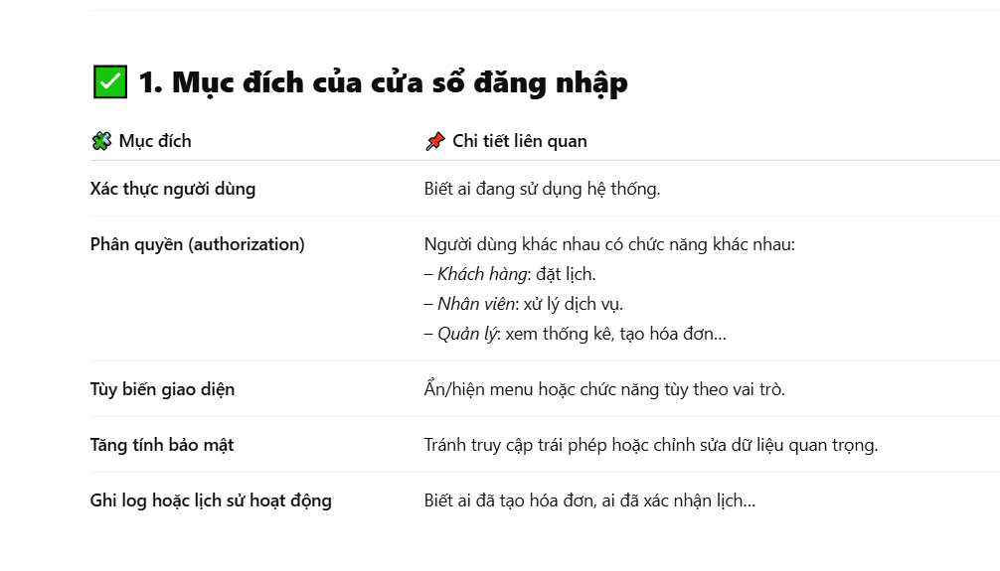 ✅ 1. Mục đích của cửa sổ đăng nhập
🧩 Mục đích 📌 Chi tiết liên quan
Xác thực người dùng Biết ai đang sử dụng hệ thống.
Phân quyền (authorization) Người dùng khác nhau có chức năng khác nhau:
– Khách hàng: đặt lịch.
– Nhân viên: xử lý dịch vụ.
– Quản lý: xem thống kê, tạo hóa đơn…
Tùy biến giao diện Ẩn/hiện menu hoặc chức năng tùy theo vai trò.
Tăng tính bảo mật Tránh truy cập trái phép hoặc chỉnh sửa dữ liệu quan trọng.
Ghi log hoặc lịch sử hoạt động Biết ai đã tạo hóa đơn, ai đã xác nhận lịch…